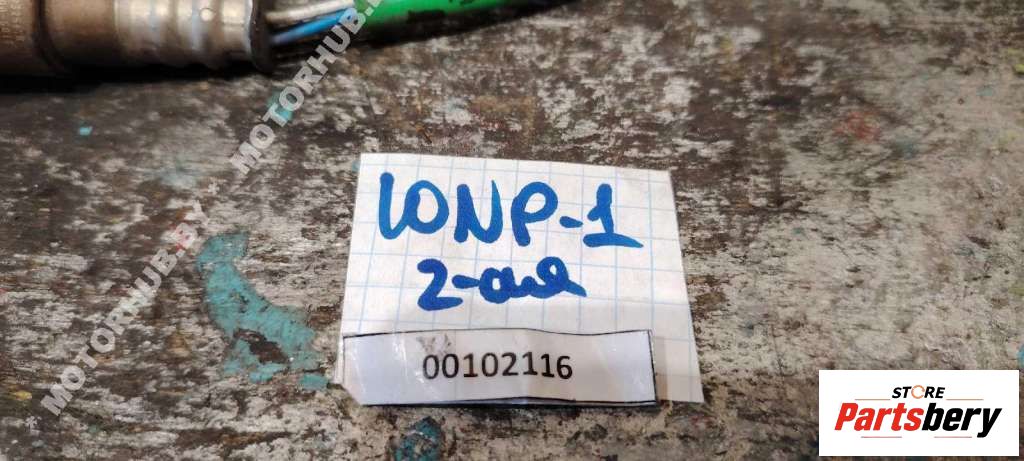 MOTORHUB.BY • MOTORHUB.BY
LONP-1
2-ая
00102116
STORE
Partsbery